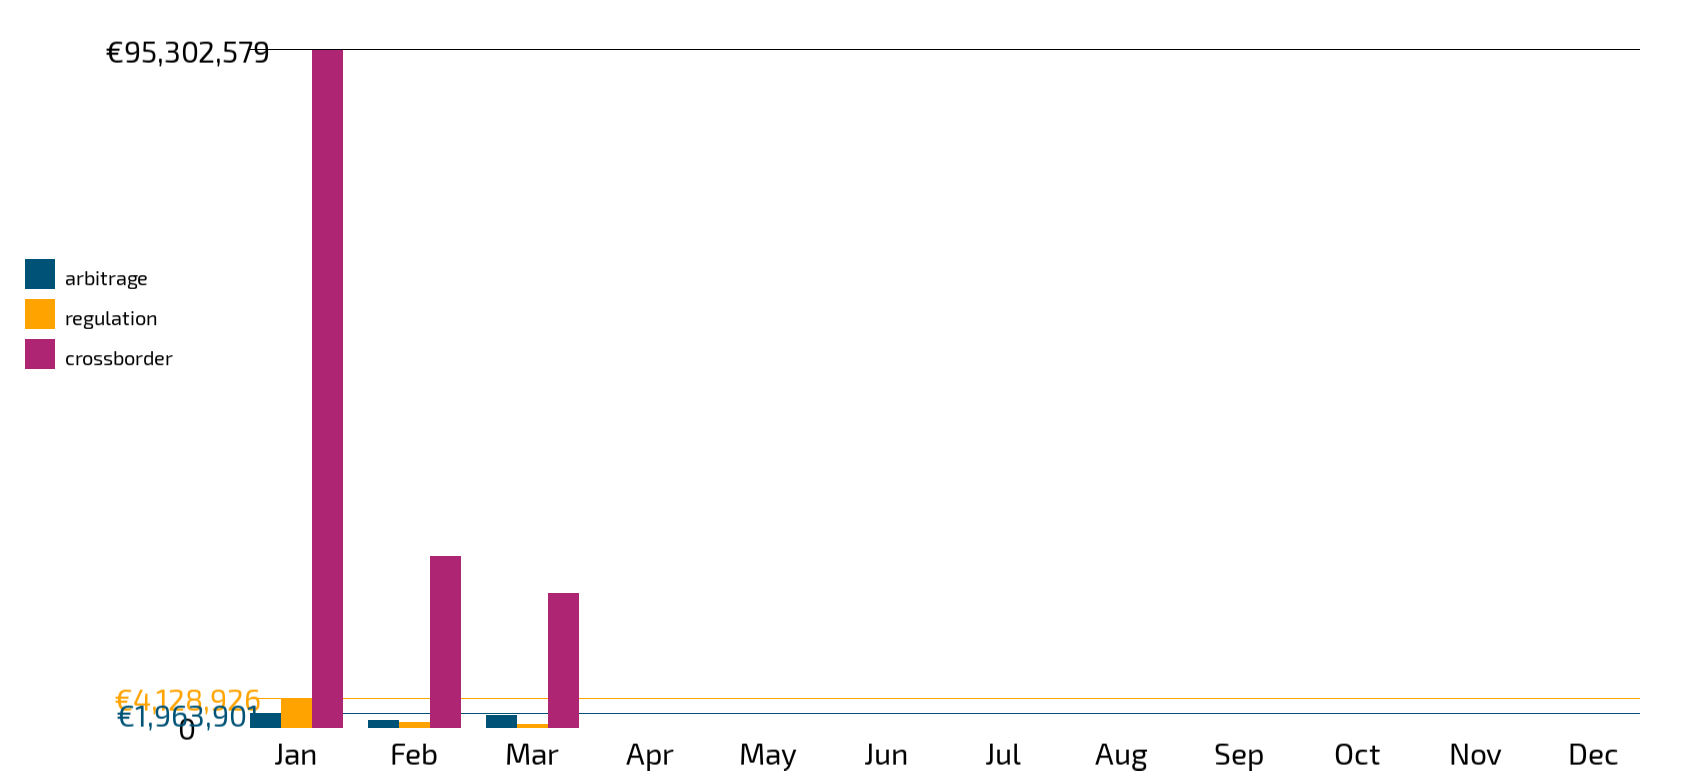 €95,302,579
arbitrage
regulation
crossborder
€4,128,926
€1,963,901
0
Jan Feb Mar Apr May Jun Jul Aug Sep Oct Nov Dec